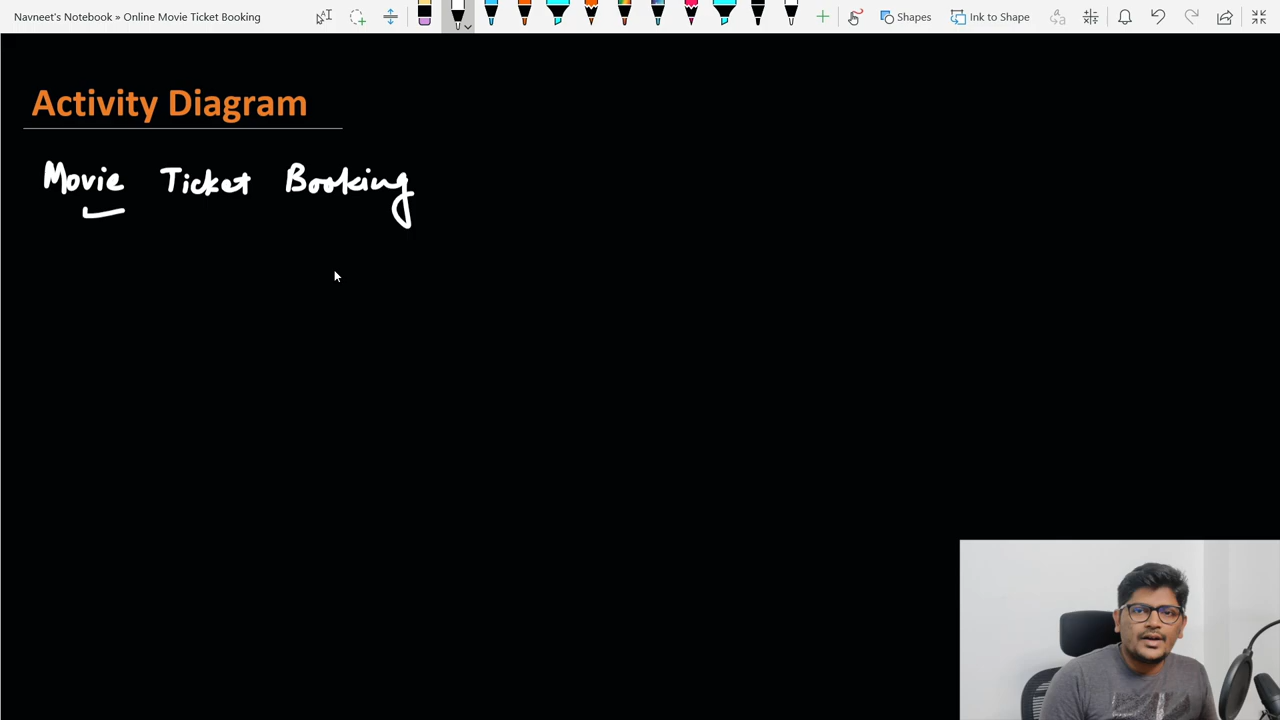 Navneet's Notebook » Online Movie Ticket Booking
Shapes
Ink to Shape
Activity Diagram
Movie Ticket Booking